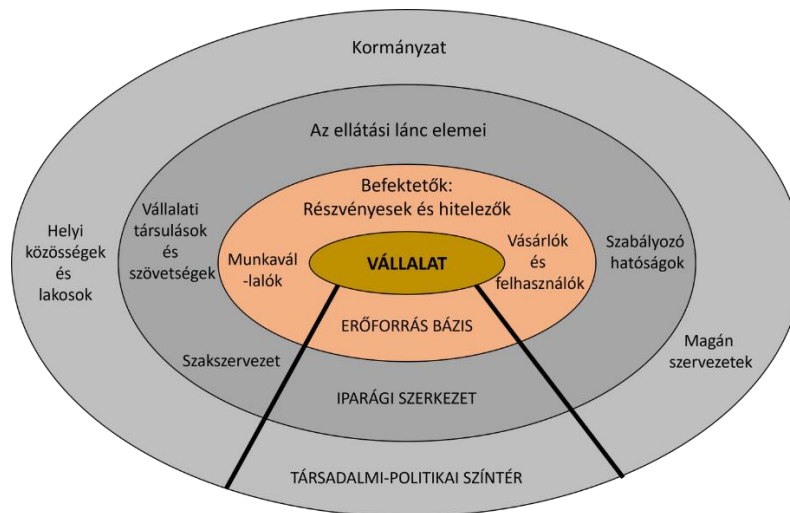 Kormányzat
Az ellátási lánc elemei
Befektetők:
Részvényesek és hitelezők
Helyi
közösségek
és
lakosok
Vállalati
társulások
és
szövetségek
Munkavál
-lalók
VÁLLALAT
Vásárlók
és
felhasználók
Szabályozó
hatóságok
ERŐFORRÁS BÁZIS
Szakszervezet
Magán
szervezetek
IPARÁGI SZERKEZET
TÁRSADALMI-POLITIKAI SZÍNTÉR